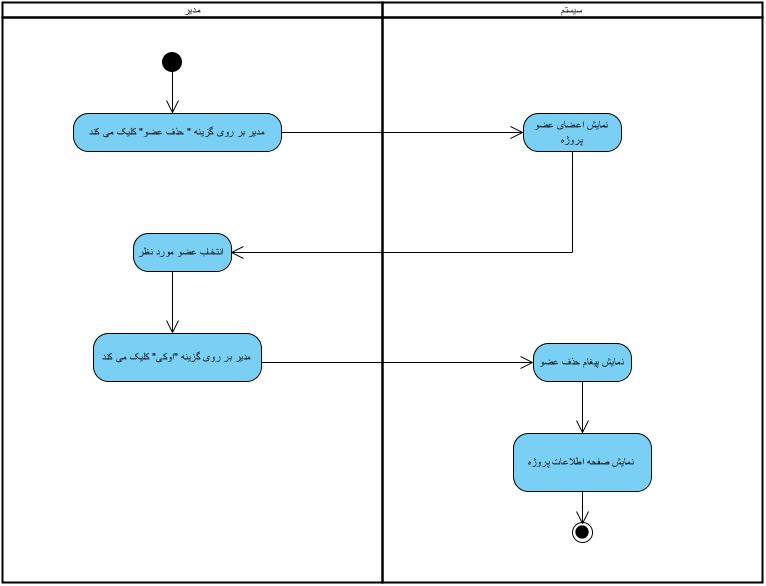 مدیر
سیستم
مدیر بر روی گزینه " حذف عضو" کلیک می کند
نمایش اعضای عضو
پروژه
انتخاب عضو مورد نظر
مدیر بر روی گزینه "اوکی" کلیک می کند
نمایش پیغام حذف عضو
نمایش صفحه اطلاعات پروژه